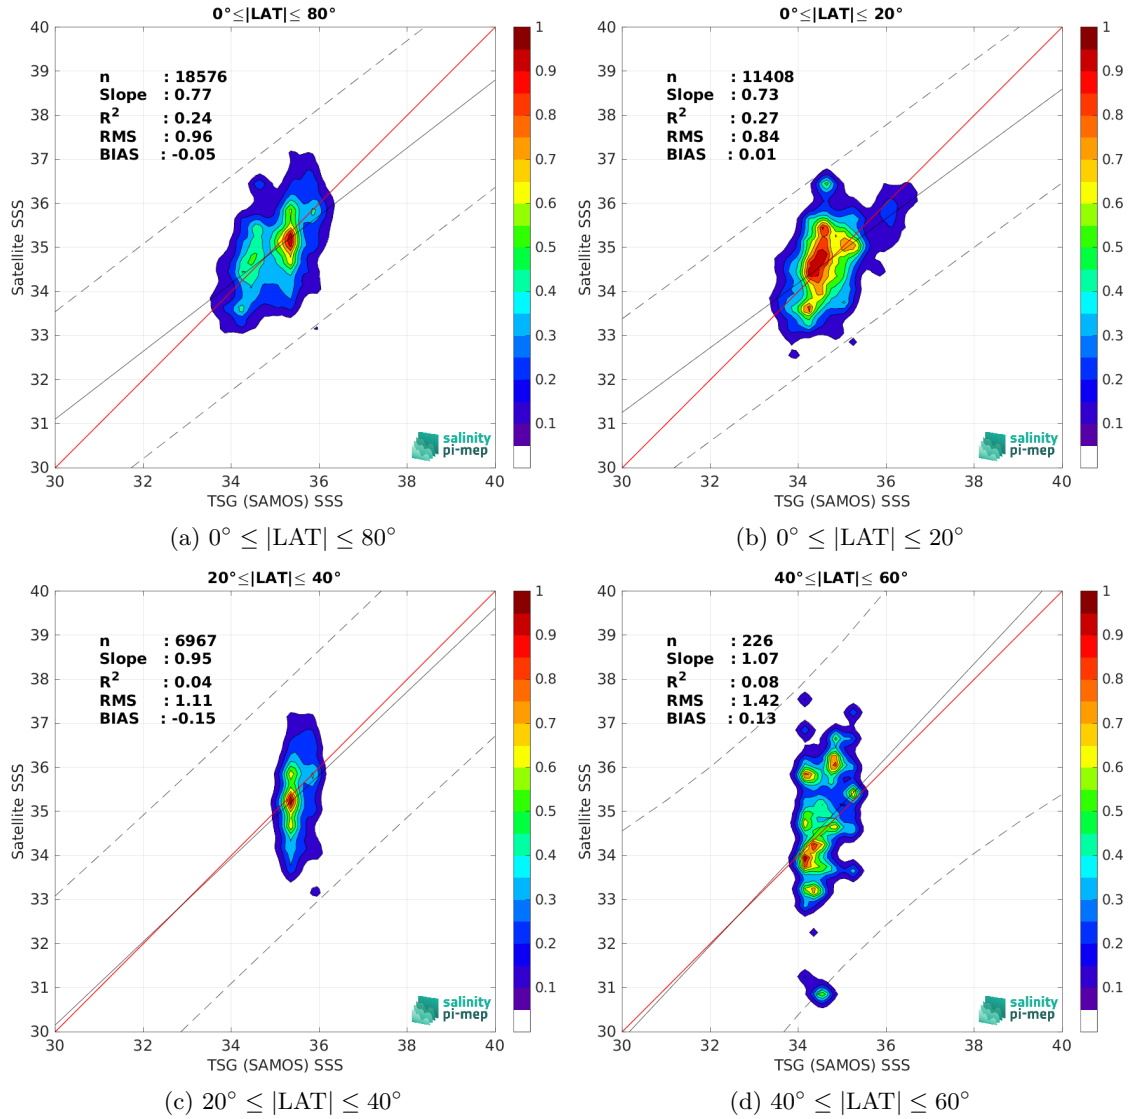 0°≤|LAT|≤ 80°
40
39
38
37
36
35
34
33
32
31
30
Satellite SSS
n : 18576
Slope : 0.77
R² : 0.24
RMS : 0.96
BIAS : -0.05
salinity
pi-mep
30 32 34 36 38 40
TSG (SAMOS) SSS
1
0.9
0.8
0.7
0.6
0.5
0.4
0.3
0.2
0.1
(a) 0° ≤ |LAT| ≤ 80°
0°≤|LAT|≤ 20°
40
39
38
37
36
35
34
33
32
31
30
Satellite SSS
n : 11408
Slope : 0.73
R² : 0.27
RMS : 0.84
BIAS : 0.01
salinity
pi-mep
30 32 34 36 38 40
TSG (SAMOS) SSS
1
0.9
0.8
0.7
0.6
0.5
0.4
0.3
0.2
0.1
(b) 0° ≤ |LAT| ≤ 20°
20°≤|LAT|≤ 40°
40
39
38
37
36
35
34
33
32
31
30
Satellite SSS
n : 6967
Slope : 0.95
R² : 0.04
RMS : 1.11
BIAS : -0.15
salinity
pi-mep
30 32 34 36 38 40
TSG (SAMOS) SSS
1
0.9
0.8
0.7
0.6
0.5
0.4
0.3
0.2
0.1
(c) 20° ≤ |LAT| ≤ 40°
40°≤|LAT|≤ 60°
40
39
38
37
36
35
34
33
32
31
30
Satellite SSS
n : 226
Slope : 1.07
R² : 0.08
RMS : 1.42
BIAS : 0.13
salinity
pi-mep
30 32 34 36 38 40
TSG (SAMOS) SSS
1
0.9
0.8
0.7
0.6
0.5
0.4
0.3
0.2
0.1
(d) 40° ≤ |LAT| ≤ 60°